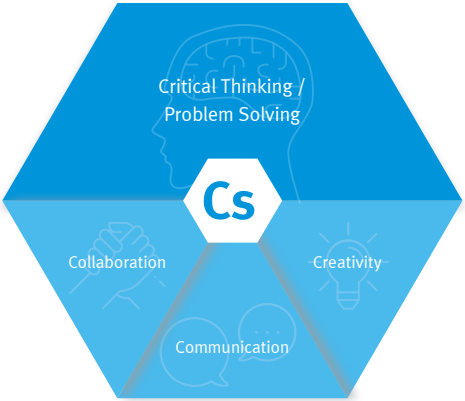 Critical Thinking /
Problem Solving
Cs
Collaboration
Creativity
Communication